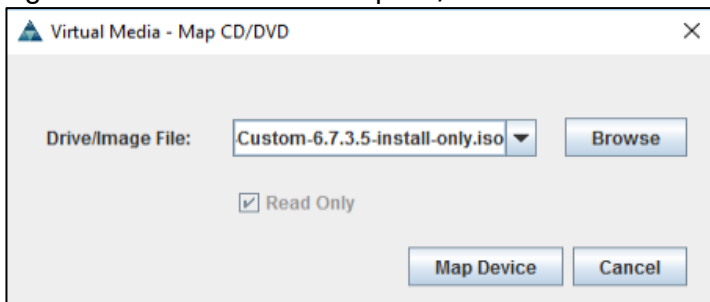 Virtual Media - Map CD/DVD
Drive/Image File:
Custom-6.7.3.5-install-only.iso
Browse
Read Only
Map Device
Cancel